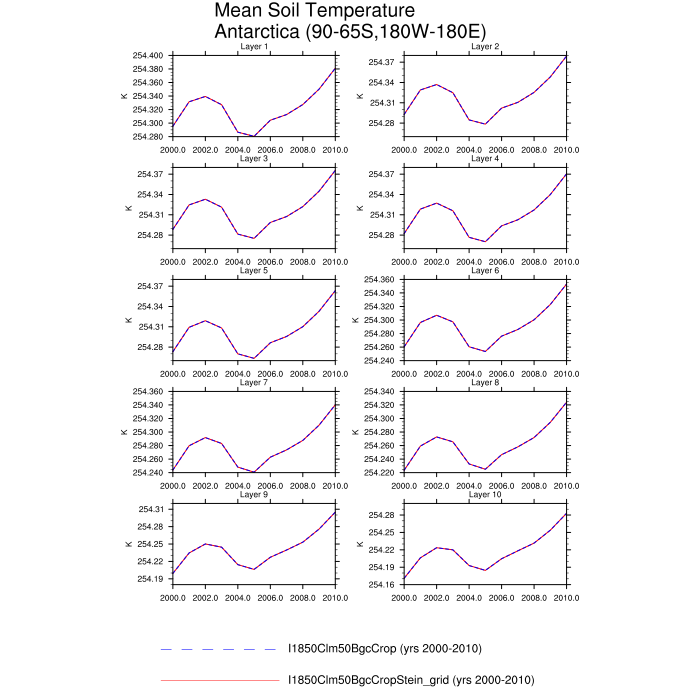 Mean Soil Temperature
Antarctica (90-65S,180W-180E)
Layer 1
254.400
254.380
254.360
254.340
254.320
254.300
254.280
K
2000.0 2002.0 2004.0 2006.0 2008.0 2010.0
Layer 2
254.37
254.34
254.31
254.28
K
2000.0 2002.0 2004.0 2006.0 2008.0 2010.0
Layer 3
254.37
254.34
254.31
254.28
K
2000.0 2002.0 2004.0 2006.0 2008.0 2010.0
Layer 4
254.37
254.34
254.31
254.28
K
2000.0 2002.0 2004.0 2006.0 2008.0 2010.0
Layer 5
254.37
254.34
254.31
254.28
K
2000.0 2002.0 2004.0 2006.0 2008.0 2010.0
Layer 6
254.360
254.340
254.320
254.300
254.280
254.260
254.240
K
2000.0 2002.0 2004.0 2006.0 2008.0 2010.0
Layer 7
254.360
254.340
254.320
254.300
254.280
254.260
254.240
K
2000.0 2002.0 2004.0 2006.0 2008.0 2010.0
Layer 8
254.340
254.320
254.300
254.280
254.260
254.240
254.220
K
2000.0 2002.0 2004.0 2006.0 2008.0 2010.0
Layer 9
254.31
254.28
254.25
254.22
254.19
K
2000.0 2002.0 2004.0 2006.0 2008.0 2010.0
Layer 10
254.28
254.25
254.22
254.19
254.16
K
2000.0 2002.0 2004.0 2006.0 2008.0 2010.0
I1850Clm50BgcCrop (yrs 2000-2010)
I1850Clm50BgcCropStein_grid (yrs 2000-2010)